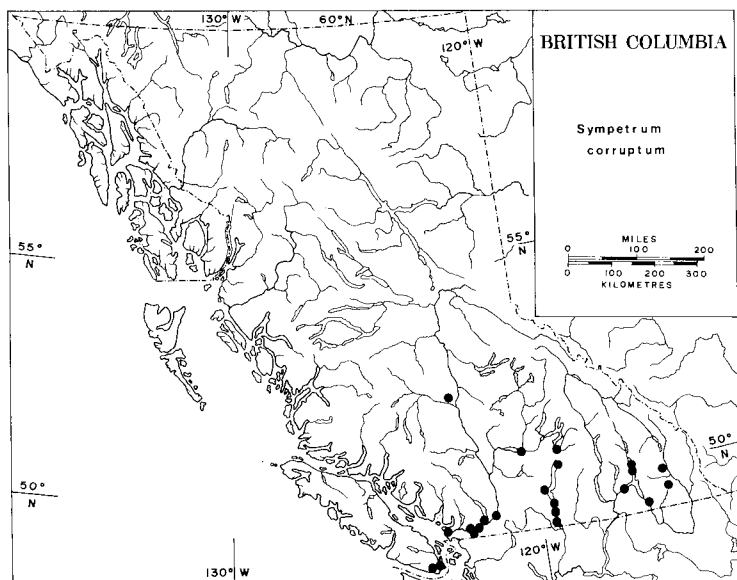 130° W
60° N
120° W
BRITISH COLUMBIA
Sympetrum
corruptum
55°
N
55°
N
MILES
0 100 200
0 100 200 300
KILOMETRES
50°
N
50°
N
120° W
130° W